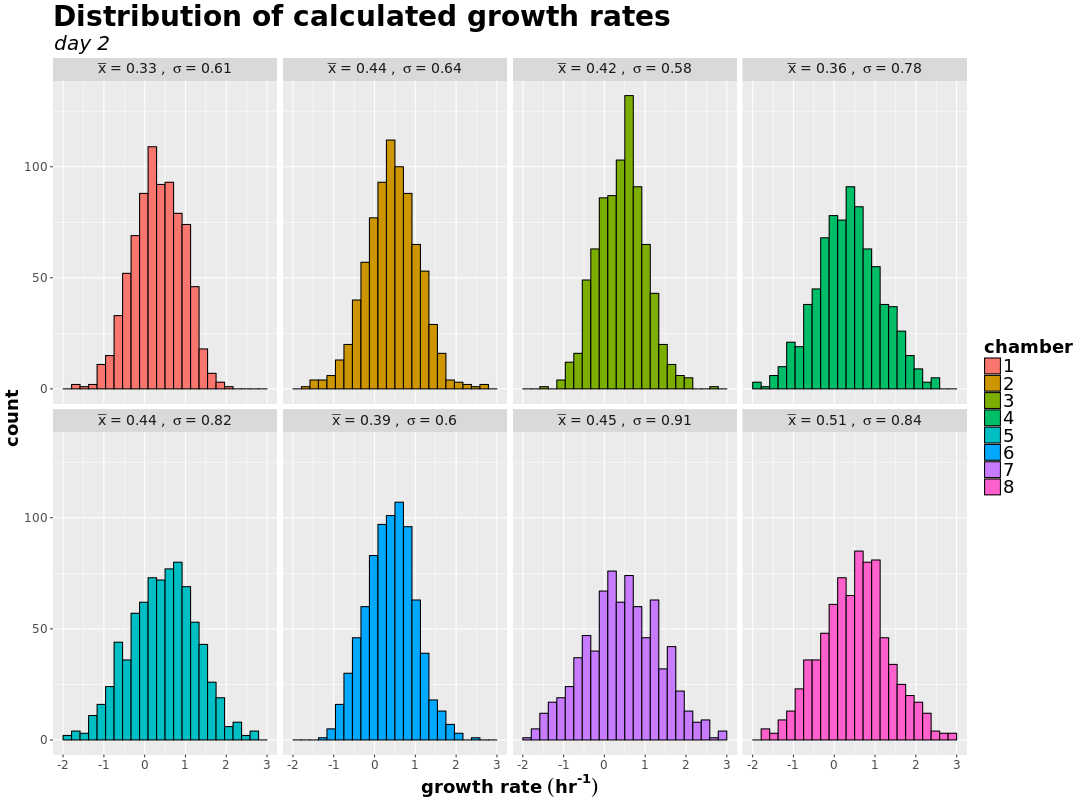 Distribution of calculated growth rates
day 2
x̅ = 0.33 , σ = 0.61
x̅ = 0.44 , σ = 0.64
x̅ = 0.42 , σ = 0.58
x̅ = 0.36 , σ = 0.78
100
50
0
x̅ = 0.44 , σ = 0.82
x̅ = 0.39 , σ = 0.6
x̅ = 0.45 , σ = 0.91
x̅ = 0.51 , σ = 0.84
100
50
0
-2 -1 0 1 2 3
-2 -1 0 1 2 3
-2 -1 0 1 2 3
-2 -1 0 1 2 3
growth rate (hr⁻¹)
count
chamber
1
2
3
4
5
6
7
8